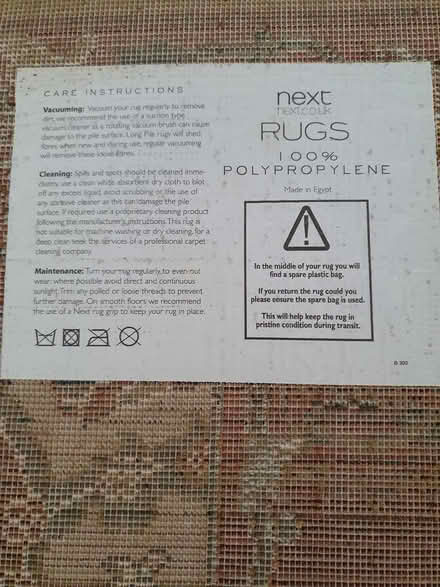 CARE INSTRUCTIONS
Vacuuming: Vacuum your rug regularly to remove
dirt, we recommend the use of a suction type
vacuum cleaner as a rotating vacuum brush can cause
damage to the pile surface. Long Pile rugs will shed
fibres when new and during use, regular vacuuming
will remove these loose fibres.
Cleaning: Spills and spots should be cleaned imme-
diately, use a clean white absorbent dry cloth to blot
off any excess liquid, avoid scrubbing or the use of
any abrasive cleaner as this can damage the pile
surface. If required use a proprietary cleaning product
following the manufacturer's instructions. This rug is
not suitable for machine washing or dry cleaning, for a
deep clean seek the services of a professional carpet
cleaning company.
Maintenance: Turn your rug regularly, to even out
wear, where possible avoid direct and continuous
sunlight. Trim any pulled or loose threads to prevent
further damage. On smooth floors we recommend
the use of a Next rug grip to keep your rug in place.
next
next.co.uk
RUGS
100%
POLYPROPYLENE
Made in Egypt
In the middle of your rug you will
find a spare plastic bag.
If you return the rug could you
please ensure the spare bag is used.
This will help keep the rug in
pristine condition during transit.